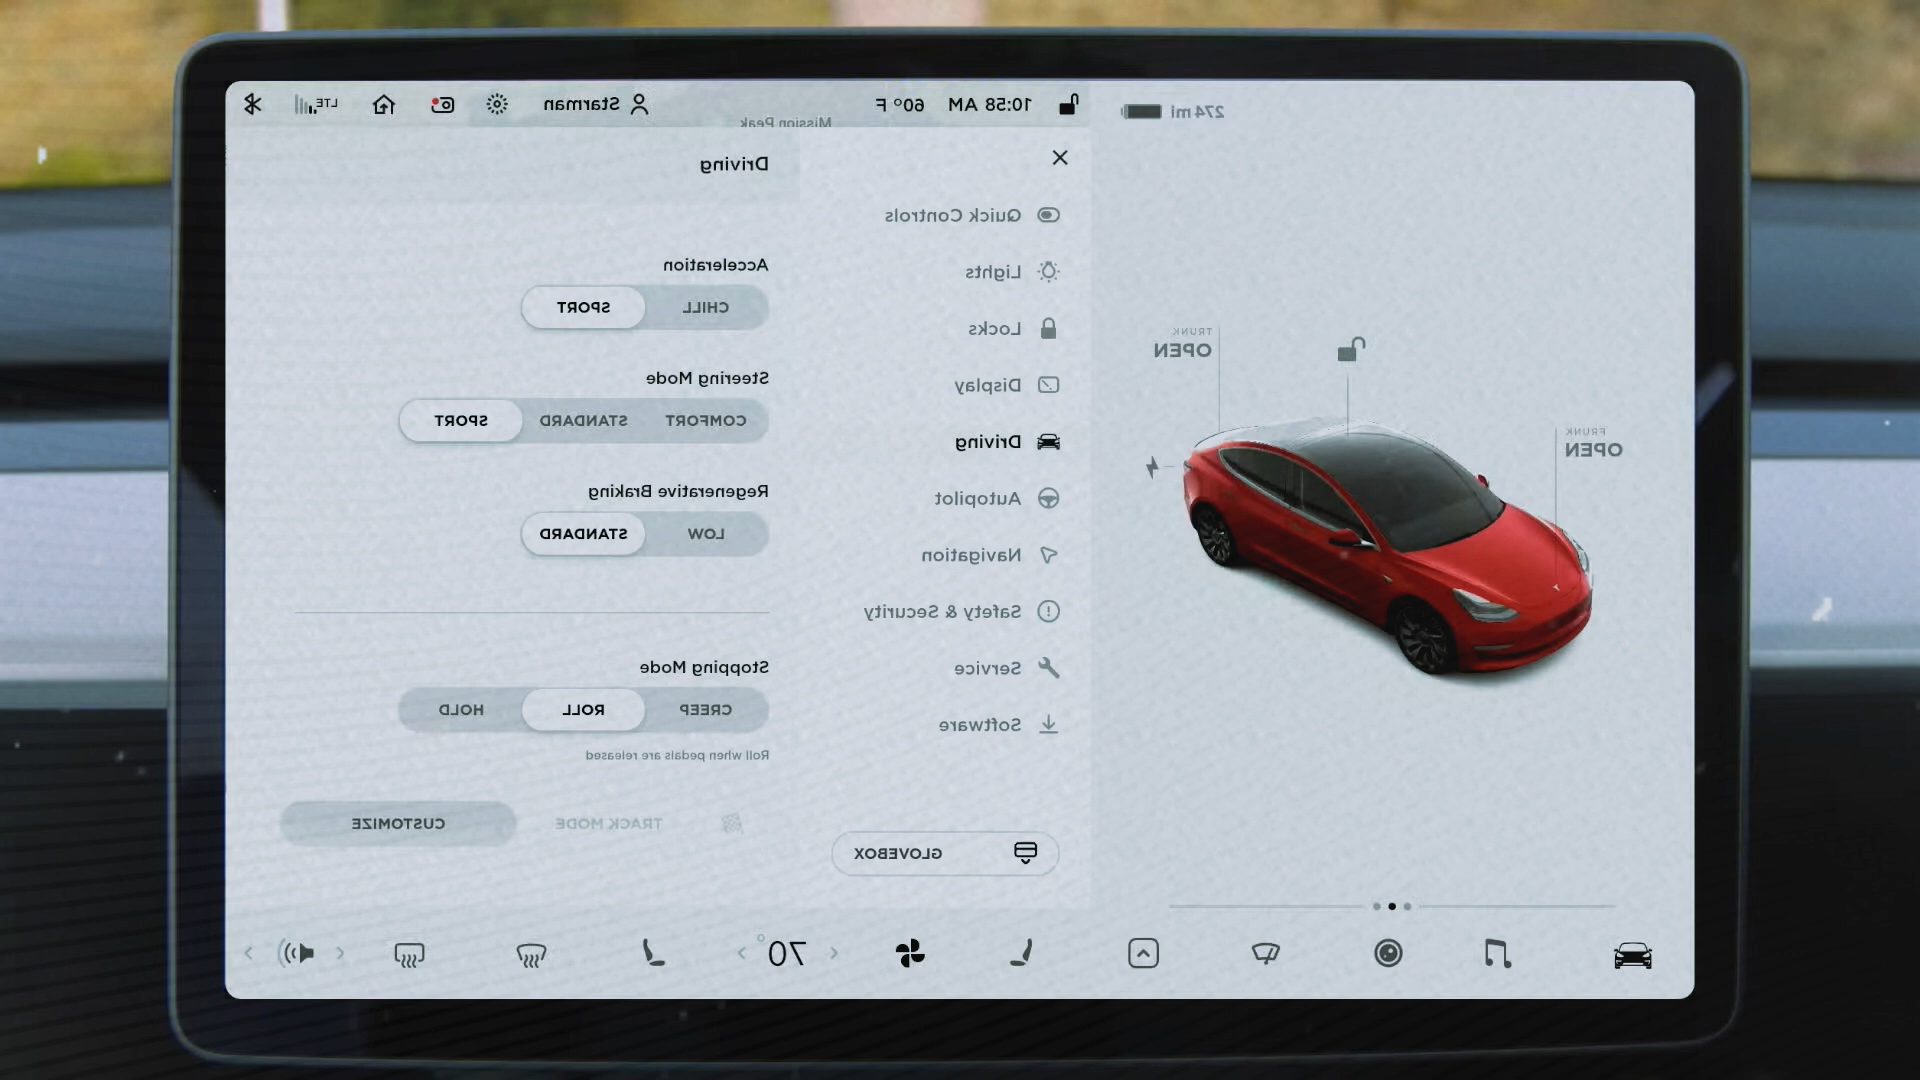 274 mi
10:58 AM
60° F
Starman
LTE
Mission Peak
TRUNK
OPEN
FRUNK
OPEN
Quick Controls
Lights
Locks
Display
Driving
Autopilot
Navigation
Safety & Security
Service
Software
GLOVEBOX
Driving
Acceleration
CHILL SPORT
Steering Mode
COMFORT STANDARD SPORT
Regenerative Braking
LOW STANDARD
Stopping Mode
CREEP ROLL HOLD
Roll when pedals are released
TRACK MODE CUSTOMIZE
70°